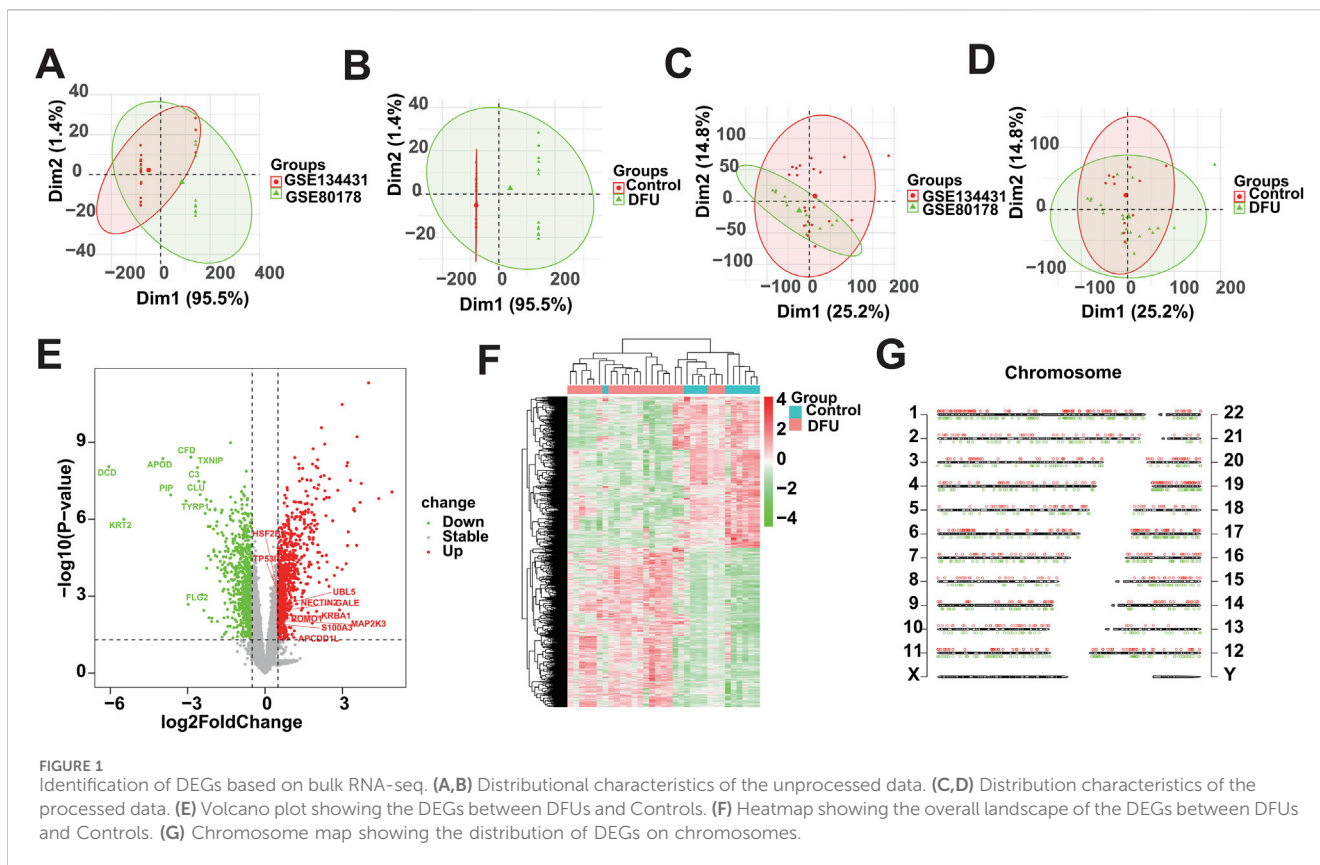 A
Dim2 (1.4%)
40
20
0
−20
−40
−200
0
200
400
Dim1 (95.5%)
Groups
GSE134431
GSE80178
B
Dim2 (1.4%)
40
20
0
−20
−200
0
200
Dim1 (95.5%)
Groups
Control
DFU
C
Dim2 (14.8%)
100
50
0
−50
−100
−100
0
100
200
Dim1 (25.2%)
Groups
GSE134431
GSE80178
D
Dim2 (14.8%)
100
0
−100
−100
0
100
200
Dim1 (25.2%)
Groups
Control
DFU
E
−log10(P−value)
9
6
3
0
−6
−3
0
3
log2FoldChange
CFD
TXNIP
APOD
DCD
C3
PIP
CLU
TYRP1
KRT2
FLG2
UBL5
NECTIN2
GALE
ROMO1
KRBA1
MAP2K3
S100A3
APCDD1L
change
Down
Stable
Up
F
4
2
0
−2
−4
Group
Control
DFU
G
Chromosome
1 22
2 21
3 20
4 19
5 18
6 17
7 16
8 15
9 14
10 13
11 12
X Y
FIGURE 1
Identification of DEGs based on bulk RNA-seq. (A,B) Distributional characteristics of the unprocessed data. (C,D) Distribution characteristics of the
processed data. (E) Volcano plot showing the DEGs between DFUs and Controls. (F) Heatmap showing the overall landscape of the DEGs between DFUs
and Controls. (G) Chromosome map showing the distribution of DEGs on chromosomes.